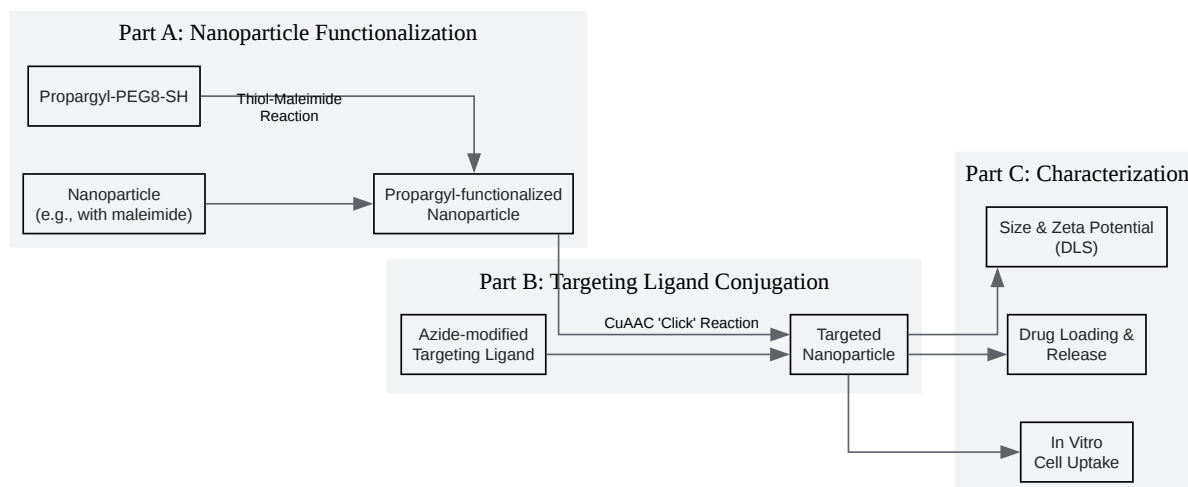 Part A: Nanoparticle Functionalization
Propargyl-PEG8-SH
Thiol-Maleimide
Reaction
Nanoparticle
(e.g., with maleimide)
Propargyl-functionalized
Nanoparticle
Part B: Targeting Ligand Conjugation
Azide-modified
Targeting Ligand
CuAAC 'Click' Reaction
Targeted
Nanoparticle
Part C: Characterization
Size & Zeta Potential
(DLS)
Drug Loading &
Release
In Vitro
Cell Uptake